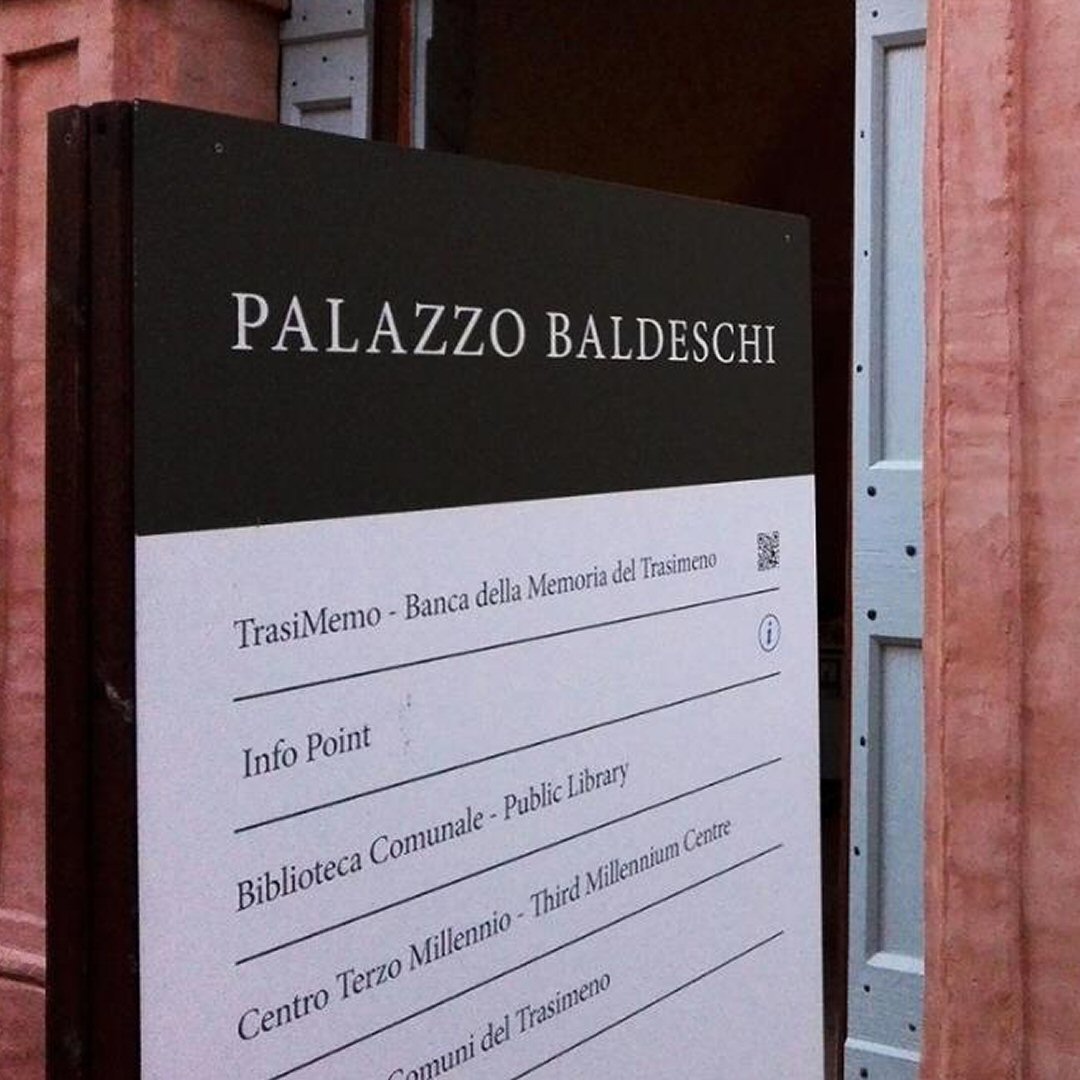 PALAZZO BALDESCHI
TrasiMemo - Banca della Memoria del Trasimeno
i
Info Point
Biblioteca Comunale - Public Library
Centro Terzo Millennio - Third Millennium Centre
Comuni del Trasimeno